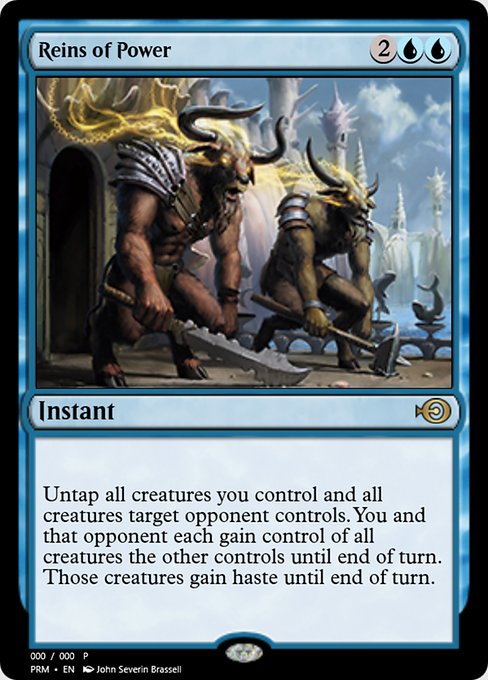 Reins of Power 2
Instant
Untap all creatures you control and all
creatures target opponent controls. You and
that opponent each gain control of all
creatures the other controls until end of turn.
Those creatures gain haste until end of turn.
000 / 000 P
PRM • EN John Severin Brassell